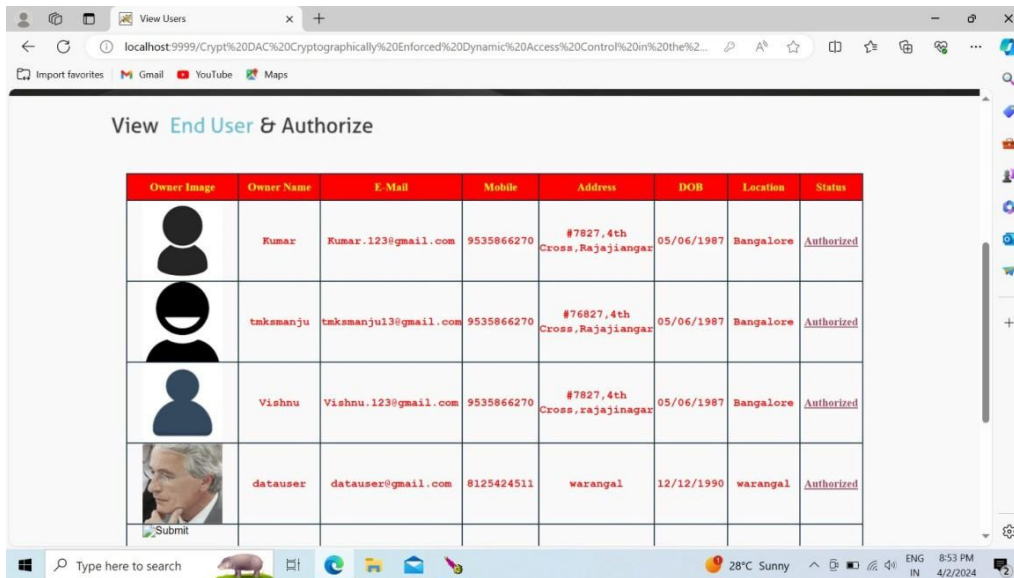 View Users
localhost:9999/Crypt%20DAC%20Cryptographically%20Enforced%20Dynamic%20Access%20Control%20in%20the%2...
Import favorites Gmail YouTube Maps
View End User & Authorize
Owner Image Owner Name E-Mail Mobile Address DOB Location Status
Kumar Kumar.123@gmail.com 9535866270 #7827,4th Cross,Rajajiangar 05/06/1987 Bangalore Authorized
tmksmanju tmksmanju13@gmail.com 9535866270 #76827,4th Cross,Rajajiangar 05/06/1987 Bangalore Authorized
Vishnu Vishnu.123@gmail.com 9535866270 #7827,4th Cross,rajajinagar 05/06/1987 Bangalore Authorized
datauser datauser@gmail.com 8125424511 warangal 12/12/1990 warangal Authorized
Submit
Type here to search
28°C Sunny
ENG
IN
8:53 PM
4/2/2024
2